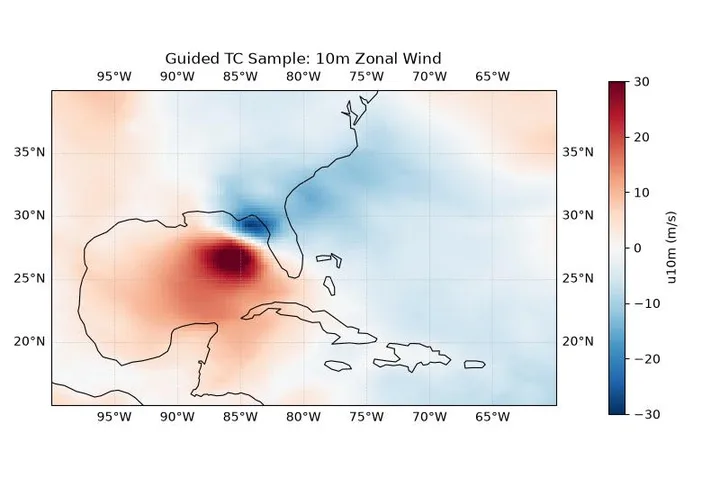 Guided TC Sample: 10m Zonal Wind
95°W 90°W 85°W 80°W 75°W 70°W 65°W
35°N 35°N
30°N 30°N
25°N 25°N
20°N 20°N
95°W 90°W 85°W 80°W 75°W 70°W 65°W
30
20
10
0
−10
−20
−30
u10m (m/s)